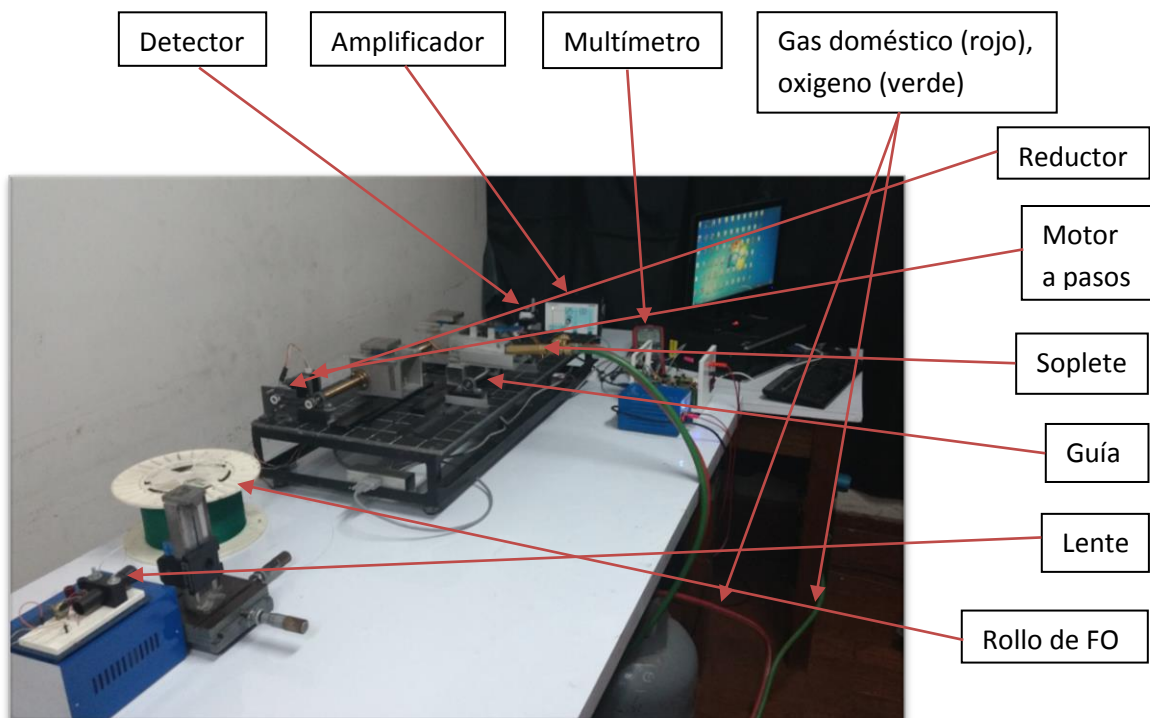 Detector
Amplificador
Multímetro
Gas doméstico (rojo),
oxigeno (verde)
Reductor
Motor
a pasos
Soplete
Guía
Lente
Rollo de FO